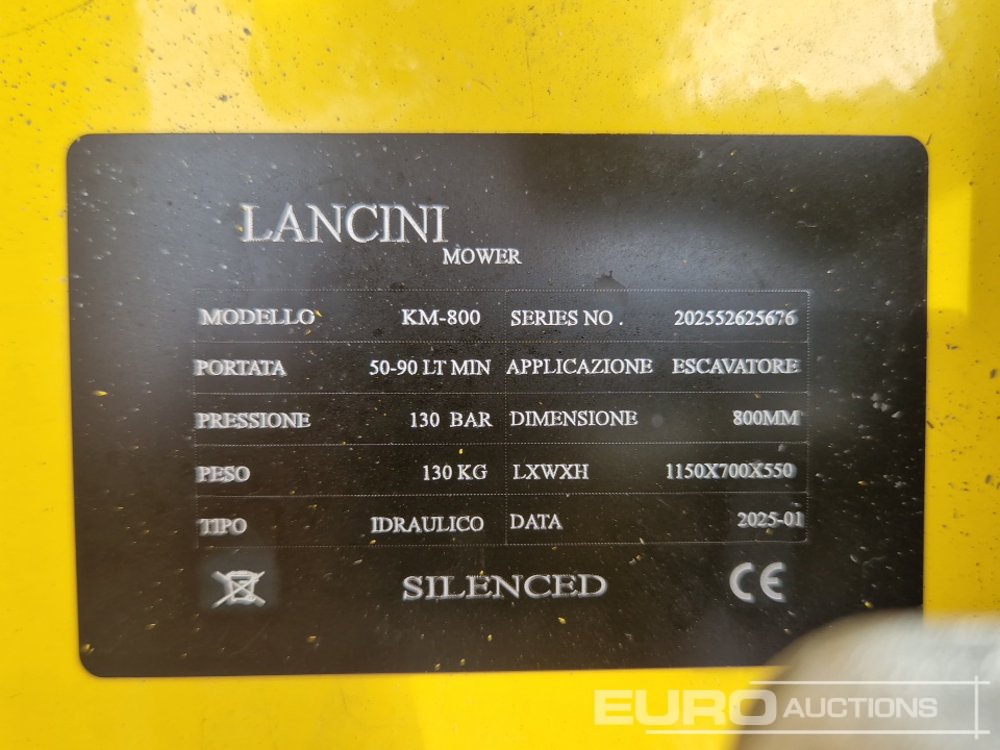 LANCINI
MOWER
MODELLO KM-800 SERIES NO. 202552625676
PORTATA 50-90 LT MIN APPLICAZIONE ESCAVATORE
PRESSIONE 130 BAR DIMENSIONE 800MM
PESO 130 KG LXWXH 1150X700X550
TIPO IDRAULICO DATA 2025-01
SILENCED CE
EURO AUCTIONS